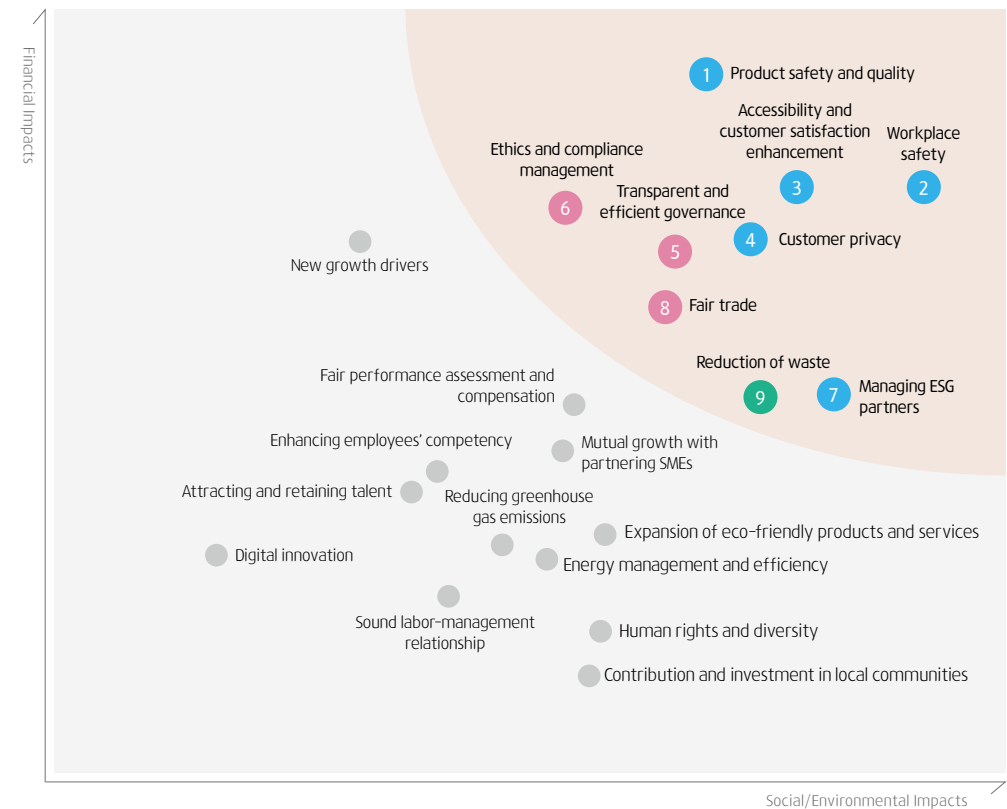 Financial Impacts
1 Product safety and quality
Accessibility and
customer satisfaction
enhancement
3
Workplace
safety
2
Ethics and compliance
management
6
Transparent and
efficient governance
5
4 Customer privacy
New growth drivers
8 Fair trade
Reduction of waste
9
7 Managing ESG
partners
Fair performance assessment and
compensation
Enhancing employees' competency
Mutual growth with
partnering SMEs
Attracting and retaining talent
Reducing greenhouse
gas emissions
Expansion of eco-friendly products and services
Digital innovation
Energy management and efficiency
Sound labor-management
relationship
Human rights and diversity
Contribution and investment in local communities
Social/Environmental Impacts